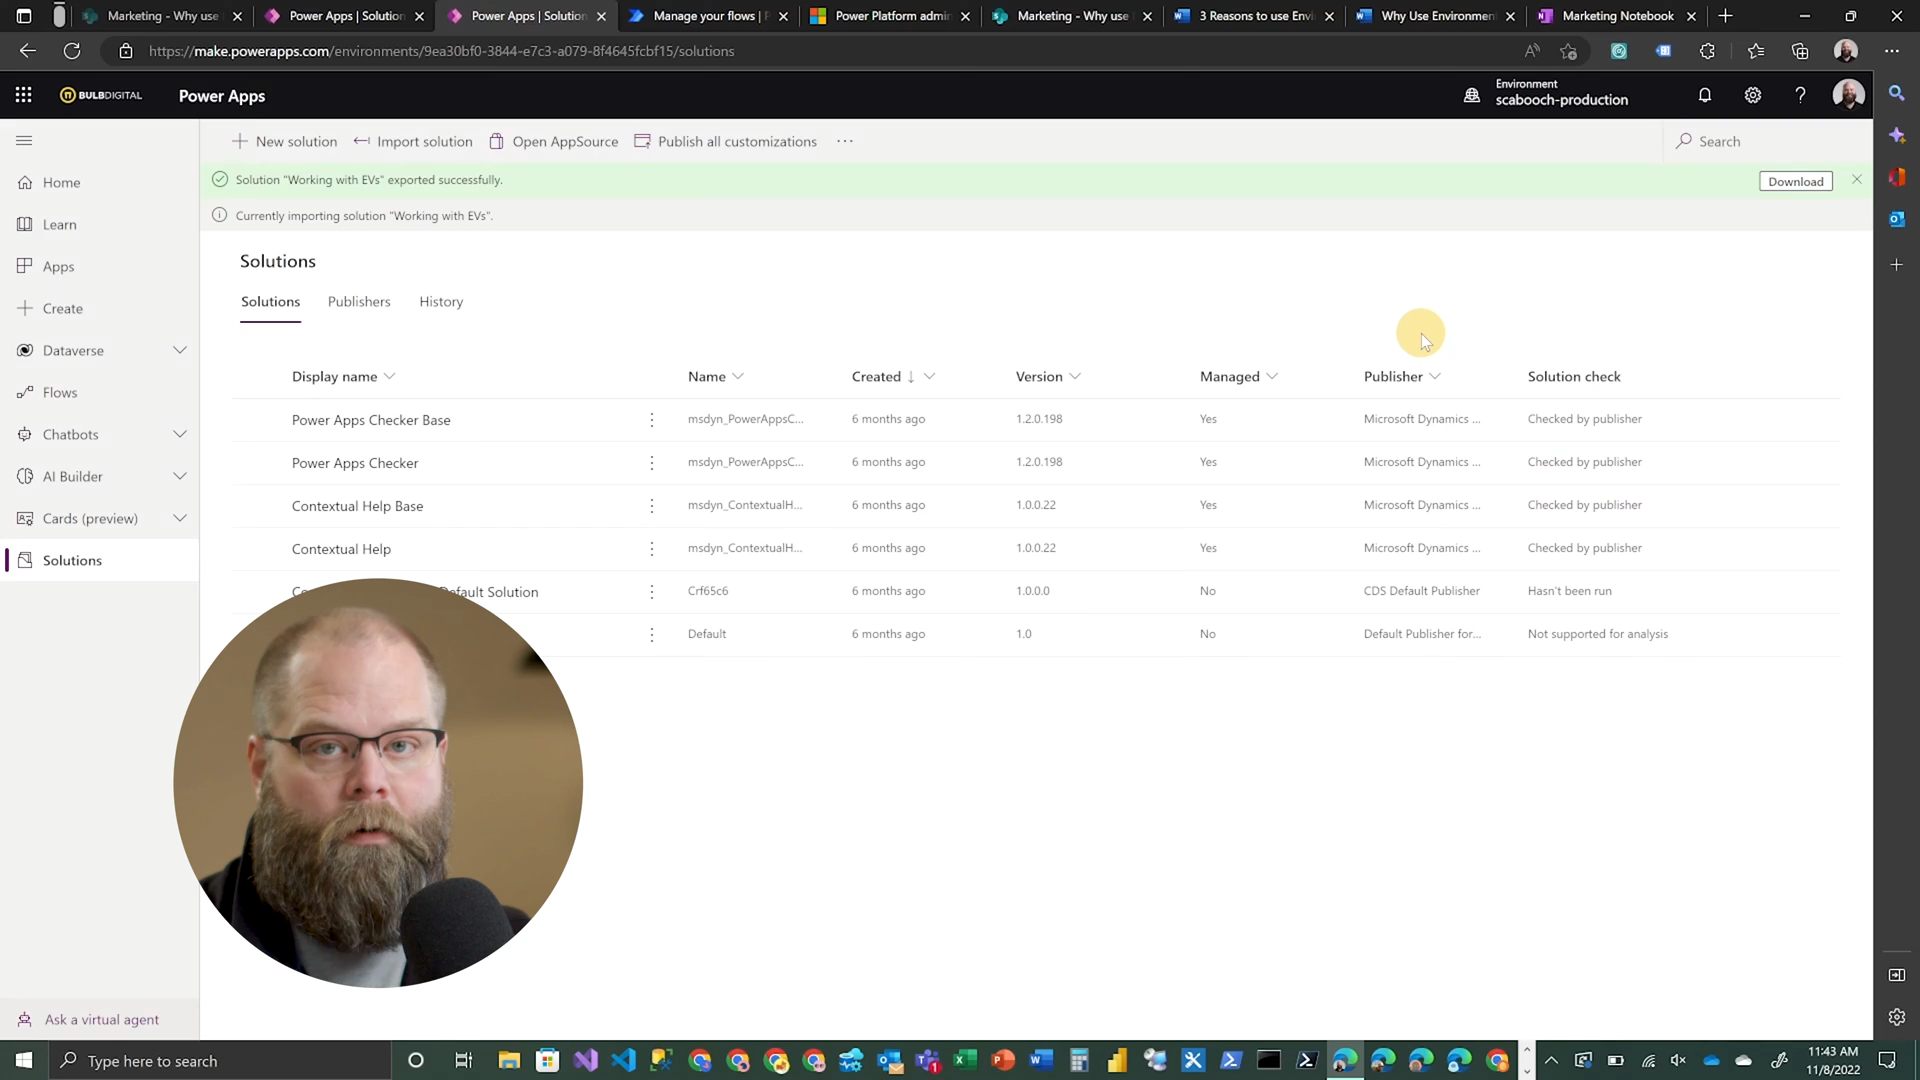 Marketing - Why use
Power Apps | Solution
Power Apps | Solution
Manage your flows | P
Power Platform admin
Marketing - Why use
3 Reasons to use Envi
Why Use Environmen
Marketing Notebook
https://make.powerapps.com/environments/9ea30bf0-3844-e7c3-a079-8f4645fcbf15/solutions
BULBDIGITAL
Power Apps
Environment
scabooch-production
New solution
Import solution
Open AppSource
Publish all customizations
Search
Solution "Working with EVs" exported successfully.
Download
Currently importing solution "Working with EVs".
Home
Learn
Apps
Create
Dataverse
Flows
Chatbots
AI Builder
Cards (preview)
Solutions
Ask a virtual agent
Solutions
Solutions Publishers History
Display name Name Created Version Managed Publisher Solution check
Power Apps Checker Base msdyn_PowerAppsC... 6 months ago 1.2.0.198 Yes Microsoft Dynamics ... Checked by publisher
Power Apps Checker msdyn_PowerAppsC... 6 months ago 1.2.0.198 Yes Microsoft Dynamics ... Checked by publisher
Contextual Help Base msdyn_ContextualH... 6 months ago 1.0.0.22 Yes Microsoft Dynamics ... Checked by publisher
Contextual Help msdyn_ContextualH... 6 months ago 1.0.0.22 Yes Microsoft Dynamics ... Checked by publisher
Default Solution Crf65c6 6 months ago 1.0.0.0 No CDS Default Publisher Hasn't been run
Default 6 months ago 1.0 No Default Publisher for... Not supported for analysis
Type here to search
11:43 AM
11/8/2022